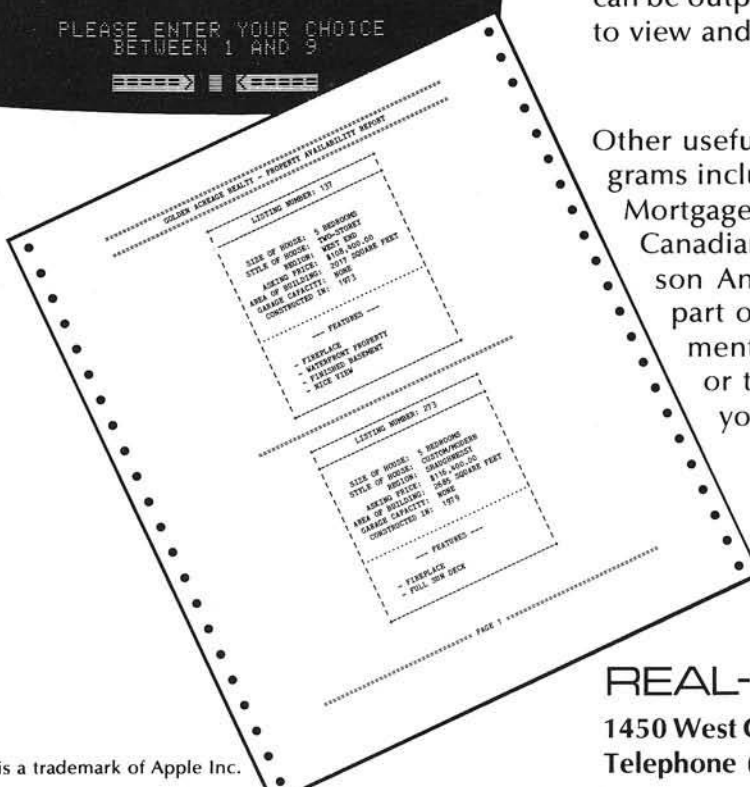 can be outp
to view and
PLEASE ENTER YOUR CHOICE
BETWEEN 1 AND 9
=====> <=====
Other usefu
grams inclu
Mortgage
Canadian
son An
part o
ment
or t
yo
GOLDEN ACREAGE REALTY - PROPERTY AVAILABILITY REPORT
LISTING NUMBER: 137
SIZE OF HOUSE: 5 BEDROOMS
STYLE OF HOUSE: TWO-STOREY
REGION: WEST END
ASKING PRICE: $108,400.00
AREA OF BUILDING: 2017 SQUARE FEET
GARAGE CAPACITY: NONE
CONSTRUCTED IN: 1973
--- FEATURES ---
- FIREPLACE
- WATERFRONT PROPERTY
- FINISHED BASEMENT
- NICE VIEW
LISTING NUMBER: 273
SIZE OF HOUSE: 5 BEDROOMS
STYLE OF HOUSE: CUSTOM/MODERN
REGION: SHAUGHNESSY
ASKING PRICE: $116,400.00
AREA OF BUILDING: 2685 SQUARE FEET
GARAGE CAPACITY: NONE
CONSTRUCTED IN: 1979
--- FEATURES ---
- FIREPLACE
- FULL SUN DECK
PAGE 1
REAL-
1450 West
Telephone (
is a trademark of Apple Inc.